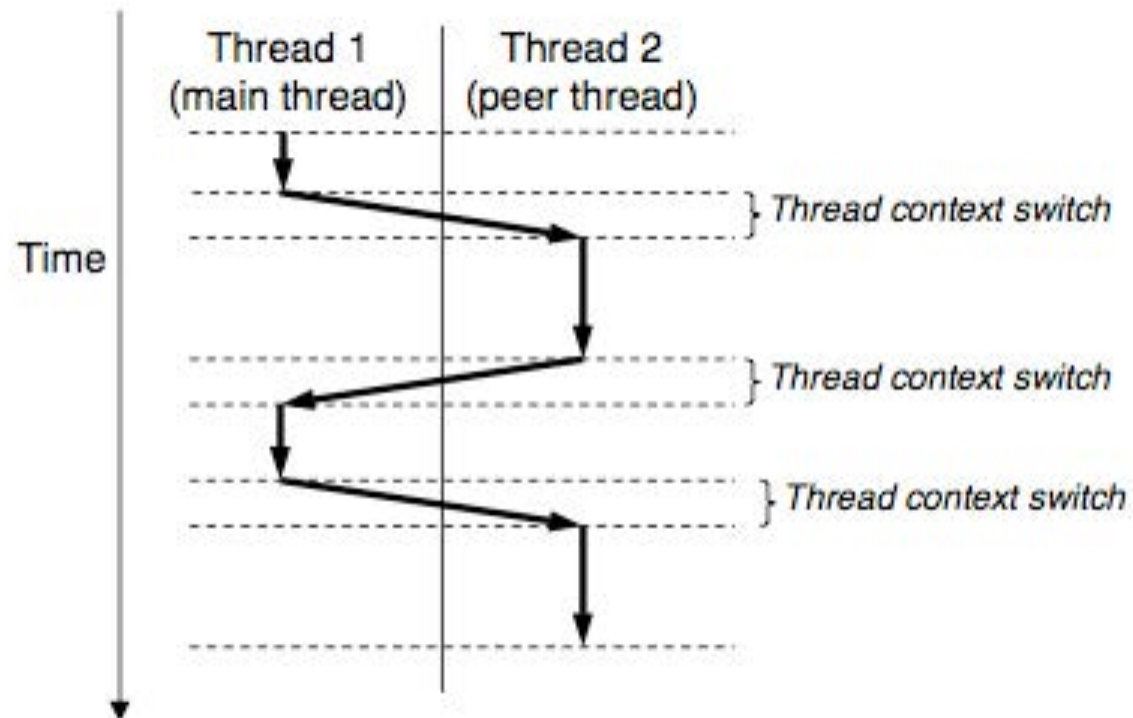 Thread 1
(main thread)
Thread 2
(peer thread)
Thread context switch
Time
Thread context switch
Thread context switch